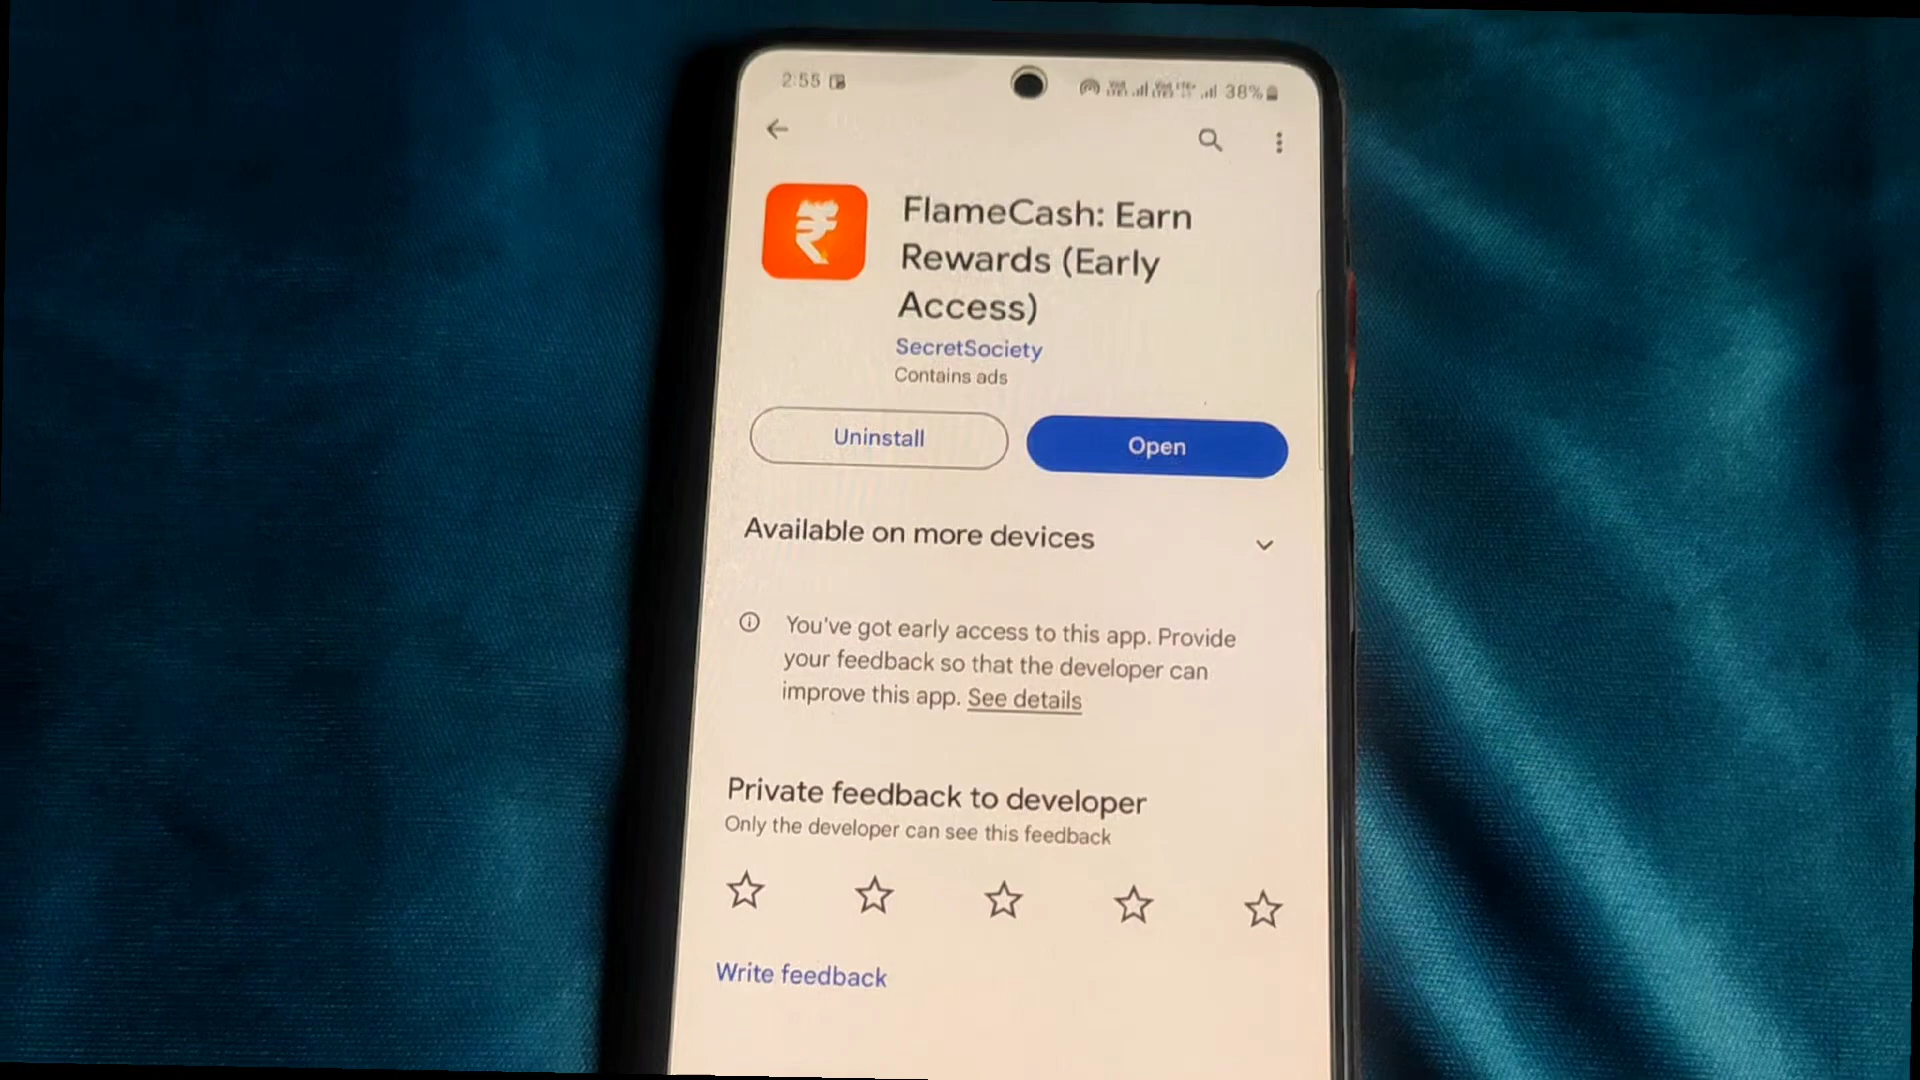 2:55
38%
FlameCash: Earn
Rewards (Early
Access)
SecretSociety
Contains ads
Uninstall
Open
Available on more devices
You've got early access to this app. Provide
your feedback so that the developer can
improve this app. See details
Private feedback to developer
Only the developer can see this feedback
Write feedback